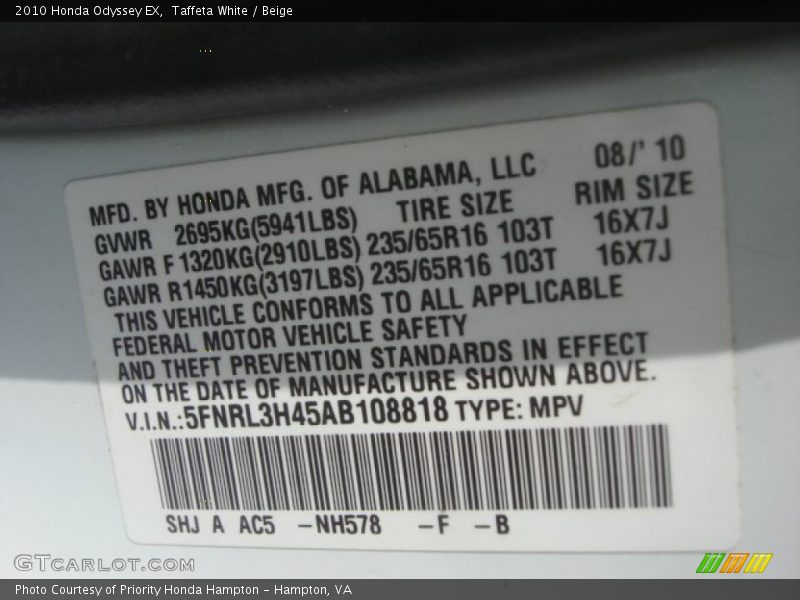 2010 Honda Odyssey EX, Taffeta White / Beige
MFD. BY HONDA MFG. OF ALABAMA, LLC 08/' 10
GVWR 2695KG(5941LBS) TIRE SIZE RIM SIZE
GAWR F 1320KG(2910LBS) 235/65R16 103T 16X7J
GAWR R1450KG(3197LBS) 235/65R16 103T 16X7J
THIS VEHICLE CONFORMS TO ALL APPLICABLE
FEDERAL MOTOR VEHICLE SAFETY
AND THEFT PREVENTION STANDARDS IN EFFECT
ON THE DATE OF MANUFACTURE SHOWN ABOVE.
V.I.N.:5FNRL3H45AB108818 TYPE: MPV
SHJ A AC5 –NH578 –F –B
GTCARLOT.COM
Photo Courtesy of Priority Honda Hampton – Hampton, VA